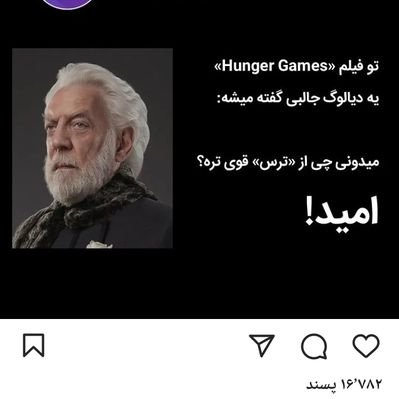 تو فیلم «Hunger Games»
یه دیالوگ جالبی گفته میشه:
میدونی چی از «ترس» قوی تره؟
امید!
۱۶٬۷۸۲ پسند